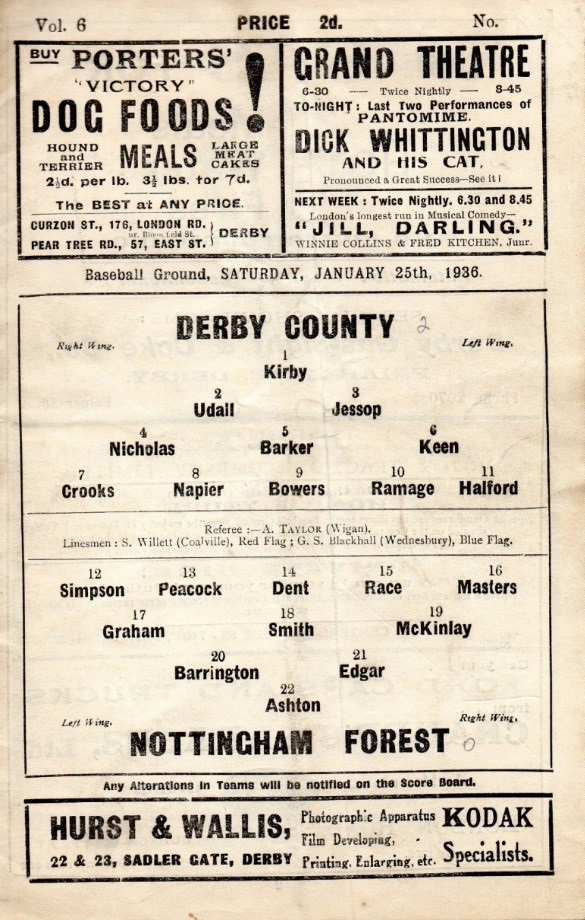 Vol. 6 PRICE 2d. No.
BUY PORTERS'
"VICTORY"
DOG FOODS!
HOUND and TERRIER MEALS LARGE MEAT CAKES
2½d. per lb. 3½ lbs. for 7d.
The BEST at ANY PRICE.
CURZON ST., 176, LONDON RD.
nr. Bloomfield St.
PEAR TREE RD., 57, EAST ST. } DERBY
GRAND THEATRE
6-30 — Twice Nightly — 8-45
TO-NIGHT: Last Two Performances of
PANTOMIME.
DICK WHITTINGTON
AND HIS CAT,
Pronounced a Great Success—See it!
NEXT WEEK: Twice Nightly. 6.30 and 8.45
London's longest run in Musical Comedy—
"JILL, DARLING."
WINNIE COLLINS & FRED KITCHEN, Junr.
Baseball Ground, SATURDAY, JANUARY 25th, 1936.
DERBY COUNTY 2
Right Wing. Left Wing.
1
Kirby
2 3
Udall Jessop
4 5 6
Nicholas Barker Keen
7 8 9 10 11
Crooks Napier Bowers Ramage Halford
Referee :—A. TAYLOR (Wigan).
Linesmen : S. Willett (Coalville), Red Flag ; G. S. Blackhall (Wednesbury), Blue Flag.
12 13 14 15 16
Simpson Peacock Dent Race Masters
17 18 19
Graham Smith McKinlay
20 21
Barrington Edgar
22
Ashton
Left Wing. Right Wing.
NOTTINGHAM FOREST 0
Any Alterations in Teams will be notified on the Score Board.
HURST & WALLIS,
22 & 23, SADLER GATE, DERBY
Photographic Apparatus
Film Developing,
Printing, Enlarging, etc.
KODAK
Specialists.